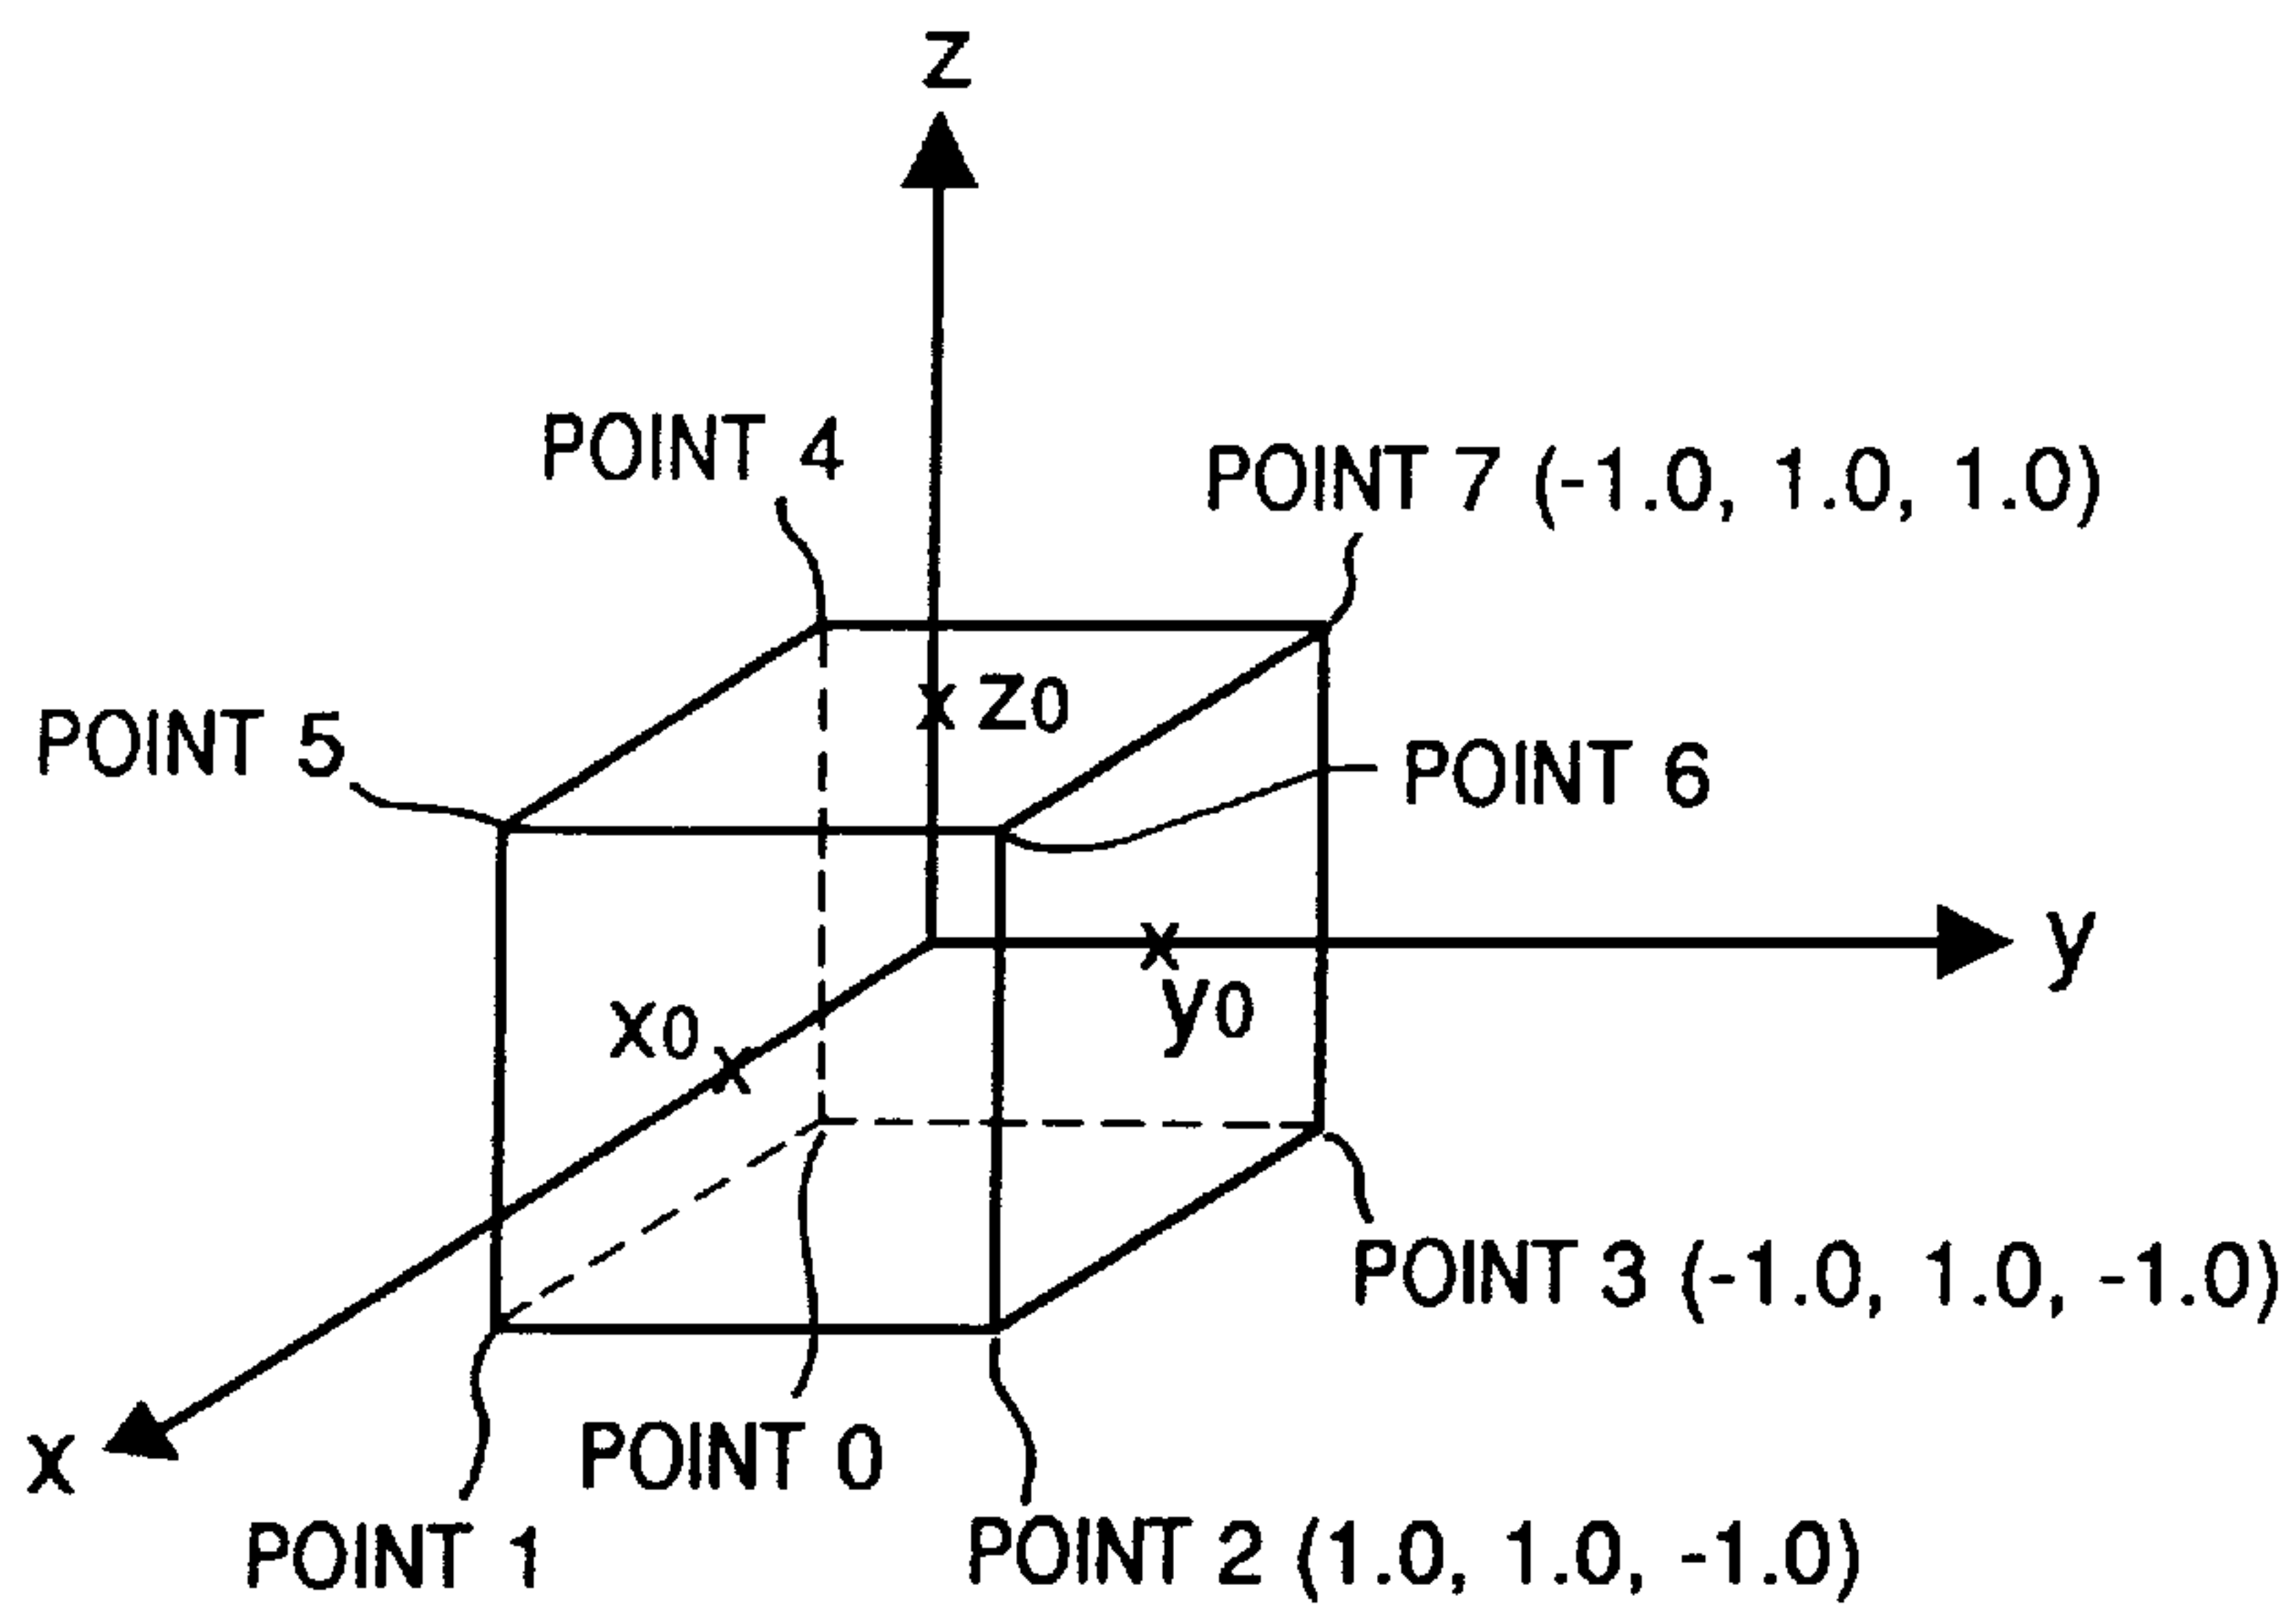 z
POINT 4
POINT 7 (-1.0, 1.0, 1.0)
z0
POINT 5
POINT 6
y
x0
y0
POINT 3 (-1.0, 1.0, -1.0)
x
POINT 0
POINT 1
POINT 2 (1.0, 1.0, -1.0)